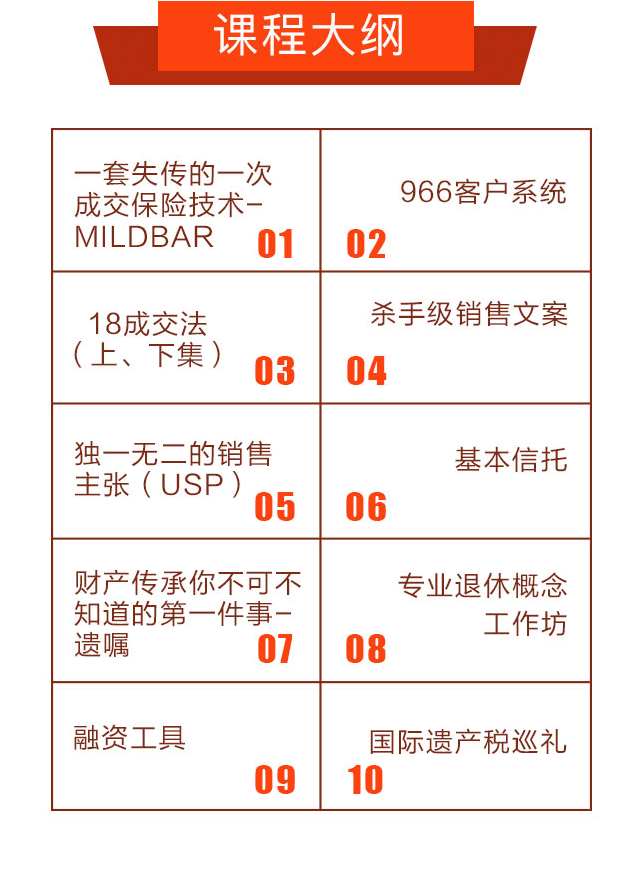 课程大纲
一套失传的一次
成交保险技术-
MILDBAR
01
966客户系统
02
18成交法
（上、下集）
03
杀手级销售文案
04
独一无二的销售
主张（USP）
05
基本信托
06
财产传承你不可不
知道的第一件事-
遗嘱
07
专业退休概念
工作坊
08
融资工具
09
国际遗产税巡礼
10